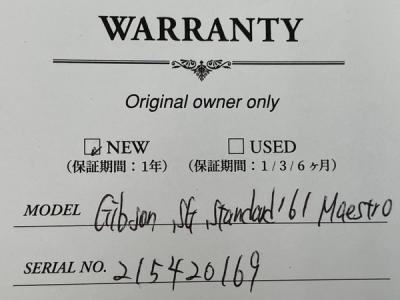 WARRANTY
Original owner only
☑ NEW ☐ USED
(保証期間：1年) (保証期間：1/3/6ヶ月)
MODEL Gibson SG Standard '61 Maestro
SERIAL NO. 215420169